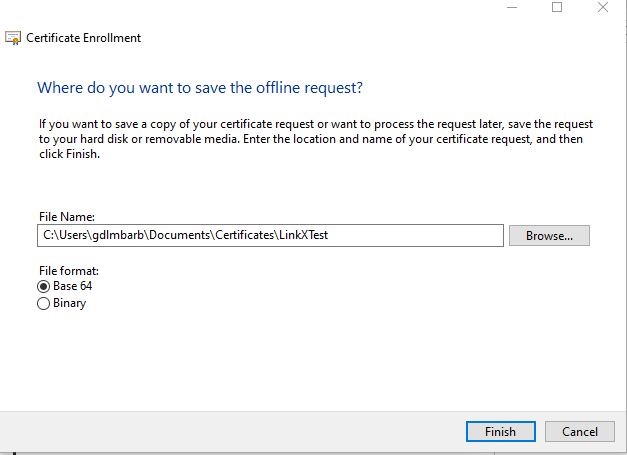 Certificate Enrollment
Where do you want to save the offline request?
If you want to save a copy of your certificate request or want to process the request later, save the request
to your hard disk or removable media. Enter the location and name of your certificate request, and then
click Finish.
File Name:
C:\Users\gdlmbarb\Documents\Certificates\LinkXTest
Browse...
File format:
Base 64
Binary
Finish
Cancel